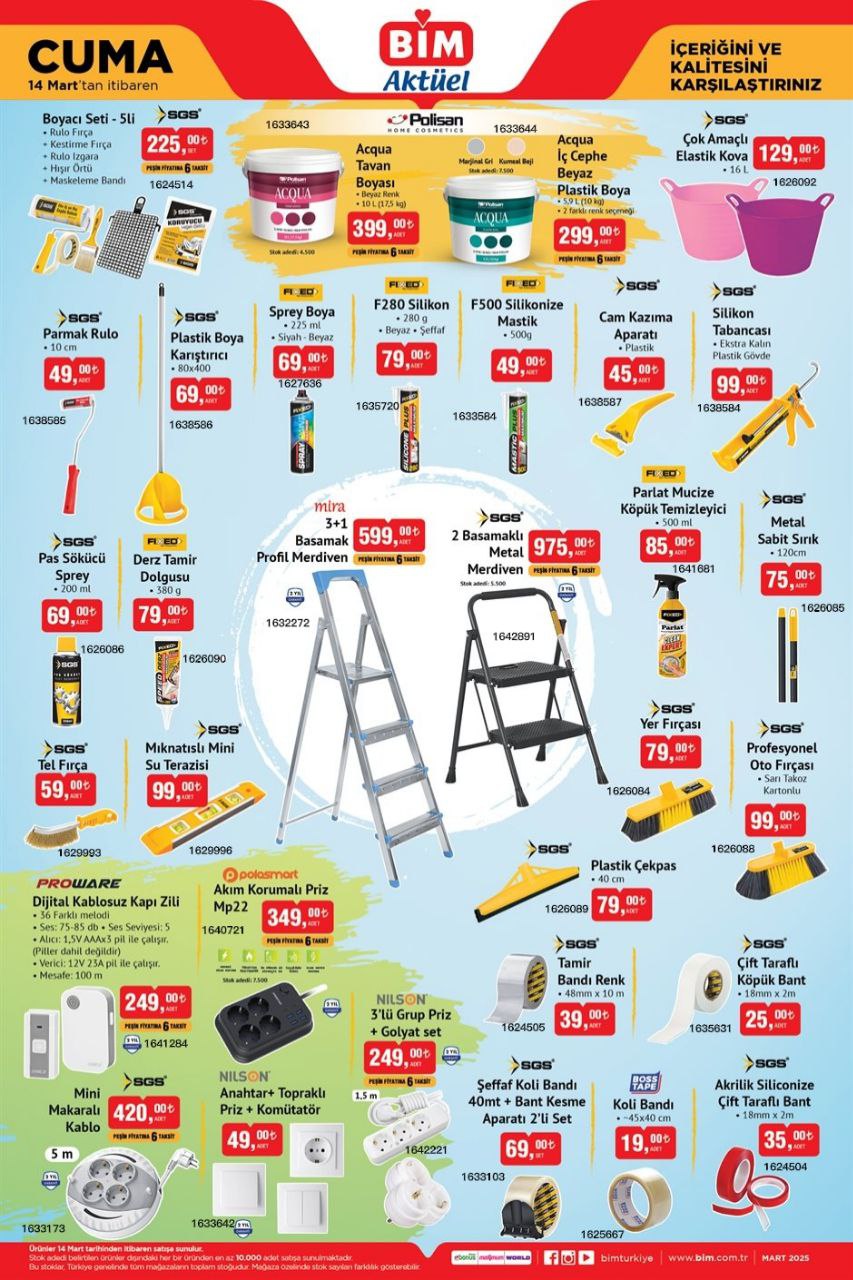 CUMA
14 Mart'tan itibaren
BİM
Aktüel
İÇERİĞİNİ VE
KALİTESİNİ
KARŞILAŞTIRINIZ
Boyacı Seti - 5li
• Rulo Fırça
• Kestirme Fırça
• Rulo Izgara
• Hışır Örtü
• Maskeleme Bandı
SGS
225,00₺
ADET
PEŞİN FİYATINA 6 TAKSİT
1624514
Polisan
HOME COSMETICS
1633643
Acqua
Tavan
Boyası
• Beyaz Renk
• 10 L (17,5 kg)
399,00₺
ADET
PEŞİN FİYATINA 6 TAKSİT
Stok adedi: 4.500
1633644
Marjinal Gri
Kumsal Beji
Stok adedi: 7.500
Acqua
İç Cephe
Beyaz
Plastik Boya
• 5,9 L (10 kg)
• 2 farklı renk seçeneği
299,00₺
ADET
PEŞİN FİYATINA 6 TAKSİT
SGS
Çok Amaçlı
Elastik Kova
• 16 L
129,00₺
ADET
1626092
SGS
Parmak Rulo
• 10 cm
49,00₺
ADET
1638585
SGS
Plastik Boya
Karıştırıcı
• 80x400
69,00₺
ADET
1638586
FIXED
Sprey Boya
• 225 ml
• Siyah - Beyaz
69,00₺
ADET
1627636
FIXED
F280 Silikon
• 280 g
• Beyaz • Şeffaf
79,00₺
ADET
1635720
FIXED
F500 Silikonize
Mastik
• 500g
49,00₺
ADET
1633584
SGS
Cam Kazıma
Aparatı
• Plastik
45,00₺
ADET
1638587
SGS
Silikon
Tabancası
• Ekstra Kalın
Plastik Gövde
99,00₺
ADET
1638584
SGS
Pas Sökücü
Sprey
• 200 ml
69,00₺
ADET
1626086
FIXED
Derz Tamir
Dolgusu
• 380 g
79,00₺
ADET
1626090
mira
3+1
Basamak
Profil Merdiven
599,00₺
ADET
PEŞİN FİYATINA 6 TAKSİT
2 YIL
1632272
SGS
2 Basamaklı
Metal
Merdiven
Stok adedi: 5.500
975,00₺
ADET
PEŞİN FİYATINA 6 TAKSİT
2 YIL
1642891
FIXED
Parlat Mucize
Köpük Temizleyici
• 500 ml
85,00₺
ADET
1641681
SGS
Metal
Sabit Sırık
• 120cm
75,00₺
ADET
1626085
SGS
Tel Fırça
59,00₺
ADET
1629993
SGS
Mıknatıslı Mini
Su Terazisi
99,00₺
ADET
1629996
SGS
Yer Fırçası
79,00₺
ADET
1626084
SGS
Profesyonel
Oto Fırçası
• Sarı Takoz
Kartonlu
99,00₺
ADET
1626088
SGS
Plastik Çekpas
• 40 cm
79,00₺
ADET
1626089
PROWARE
Dijital Kablosuz Kapı Zili
• 36 Farklı melodi
• Ses: 75-85 db • Ses Seviyesi: 5
• Alıcı: 1,5V AAAx3 pil ile çalışır.
(Piller dahil değildir)
• Verici: 12V 23A pil ile çalışır.
• Mesafe: 100 m
249,00₺
ADET
PEŞİN FİYATINA 6 TAKSİT
2 YIL
1641284
polosmart
Akım Korumalı Priz
Mp22
1640721
349,00₺
ADET
PEŞİN FİYATINA 6 TAKSİT
Stok adedi: 7.500
2 YIL
NILSON
3'lü Grup Priz
+ Golyat set
249,00₺
ADET
PEŞİN FİYATINA 6 TAKSİT
2 YIL
1,5 m
1642221
SGS
Mini
Makaralı
Kablo
420,00₺
ADET
PEŞİN FİYATINA 6 TAKSİT
5 m
2 YIL
1633173
NILSON
Anahtar+ Topraklı
Priz + Komütatör
49,00₺
ADET
1633642
2 YIL
SGS
Tamir
Bandı Renk
• 48mm x 10 m
39,00₺
ADET
1624505
SGS
Çift Taraflı
Köpük Bant
• 18mm x 2m
25,00₺
ADET
1635631
SGS
Şeffaf Koli Bandı
40mt + Bant Kesme
Aparatı 2'li Set
69,00₺
ADET
1633103
BOSS TAPE
Koli Bandı
• ~45x40 cm
19,00₺
ADET
1625667
SGS
Akrilik Siliconize
Çift Taraflı Bant
• 18mm x 2m
35,00₺
ADET
1624504
Ürünler 14 Mart tarihinden itibaren satışa sunulur.
Stok adedi belirtilen ürünler dışındaki her bir üründen en az 10.000 adet satışa sunulmaktadır.
Bu stoklar, Türkiye genelinde tüm mağazaların toplam stoğudur. Mağaza özelinde stok sayıları farklılık gösterebilir.
bonus
maximum
WORLD
bimturkiye
www.bim.com.tr
MART 2025